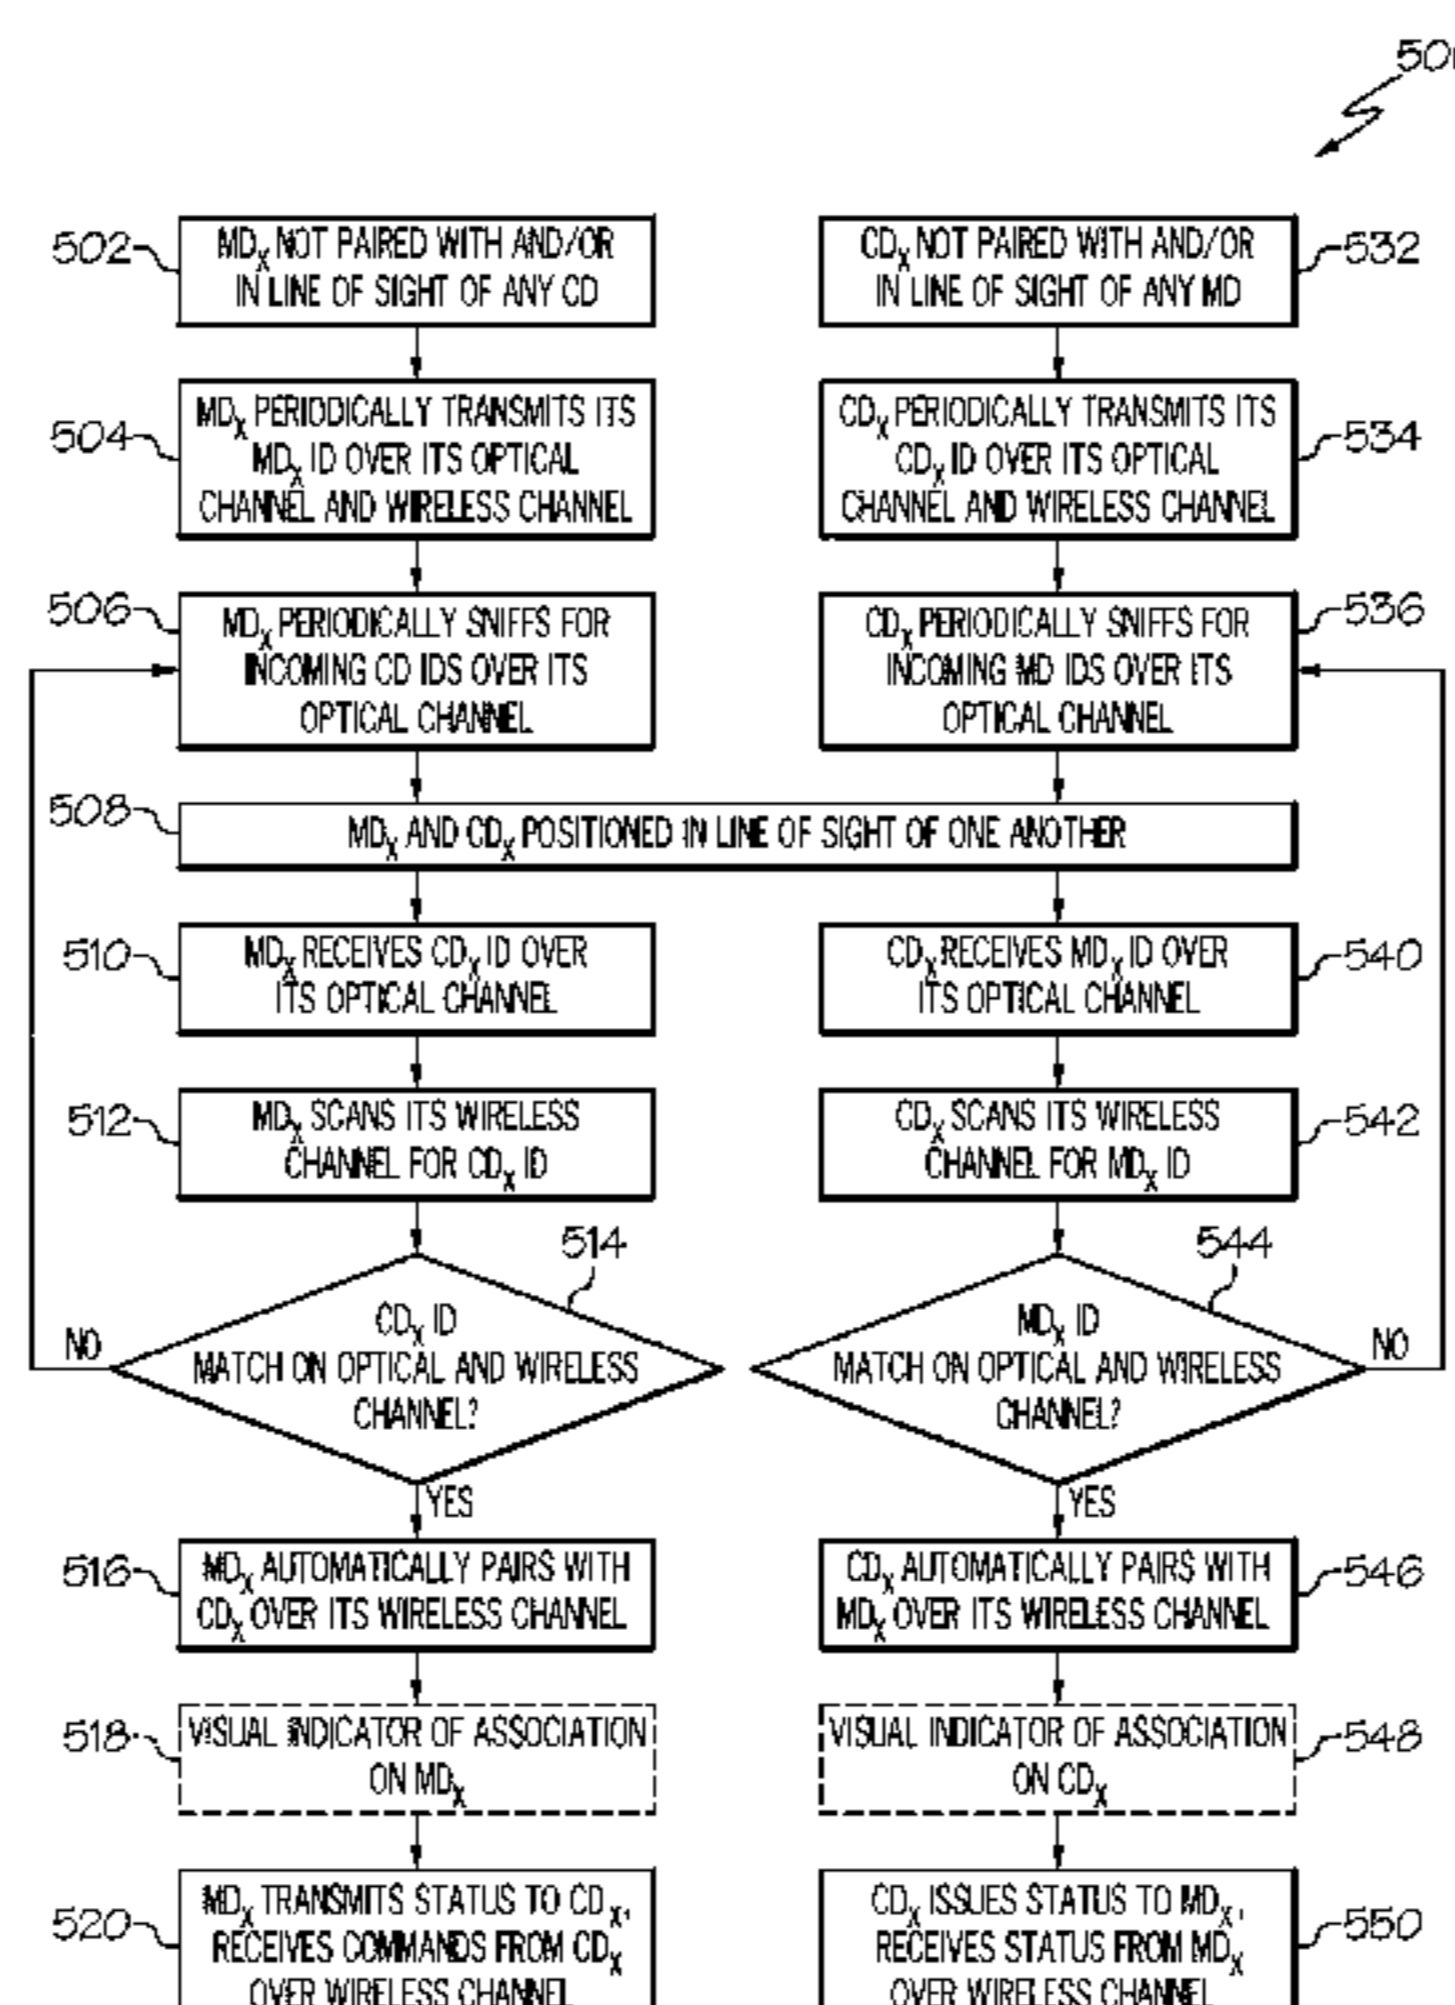 502
MDX NOT PAIRED WITH AND/OR
IN LINE OF SIGHT OF ANY CD
504
MDX PERIODICALLY TRANSMITS ITS
MDX ID OVER ITS OPTICAL
CHANNEL AND WIRELESS CHANNEL
506
MDX PERIODICALLY SNIFFS FOR
INCOMING CD IDS OVER ITS
OPTICAL CHANNEL
532
CDX NOT PAIRED WITH AND/OR
IN LINE OF SIGHT OF ANY MD
534
CDX PERIODICALLY TRANSMITS ITS
CDX ID OVER ITS OPTICAL
CHANNEL AND WIRELESS CHANNEL
536
CDX PERIODICALLY SNIFFS FOR
INCOMING MD IDS OVER ITS
OPTICAL CHANNEL
508
MDX AND CDX POSITIONED IN LINE OF SIGHT OF ONE ANOTHER
510
MDX RECEIVES CDX ID OVER
ITS OPTICAL CHANNEL
512
MDX SCANS ITS WIRELESS
CHANNEL FOR CDX ID
514
CDX ID
MATCH ON OPTICAL AND WIRELESS
CHANNEL?
NO
YES
516
MDX AUTOMATICALLY PAIRS WITH
CDX OVER ITS WIRELESS CHANNEL
518
VISUAL INDICATOR OF ASSOCIATION
ON MDX
520
MDX TRANSMITS STATUS TO CDX,
RECEIVES COMMANDS FROM CDX
OVER WIRELESS CHANNEL
540
CDX RECEIVES MDX ID OVER
ITS OPTICAL CHANNEL
542
CDX SCANS ITS WIRELESS
CHANNEL FOR MDX ID
544
MDX ID
MATCH ON OPTICAL AND WIRELESS
CHANNEL?
NO
YES
546
CDX AUTOMATICALLY PAIRS WITH
MDX OVER ITS WIRELESS CHANNEL
548
VISUAL INDICATOR OF ASSOCIATION
ON CDX
550
CDX ISSUES STATUS TO MDX,
RECEIVES STATUS FROM MDX
OVER WIRELESS CHANNEL